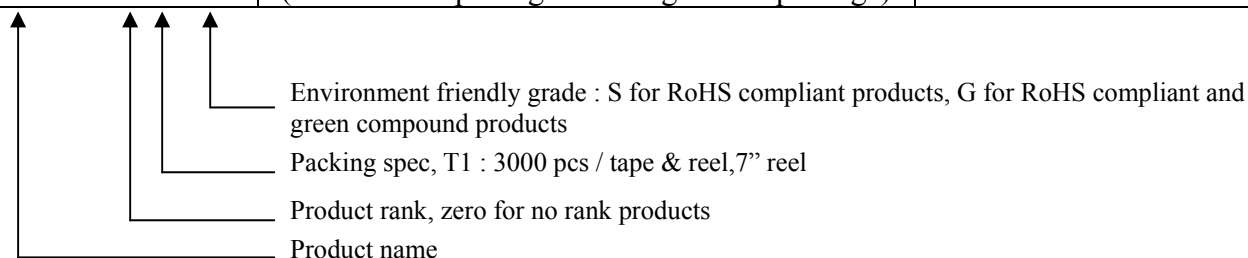 Environment friendly grade : S for RoHS compliant products, G for RoHS compliant and
green compound products
Packing spec, T1 : 3000 pcs / tape & reel,7” reel
Product rank, zero for no rank products
Product name